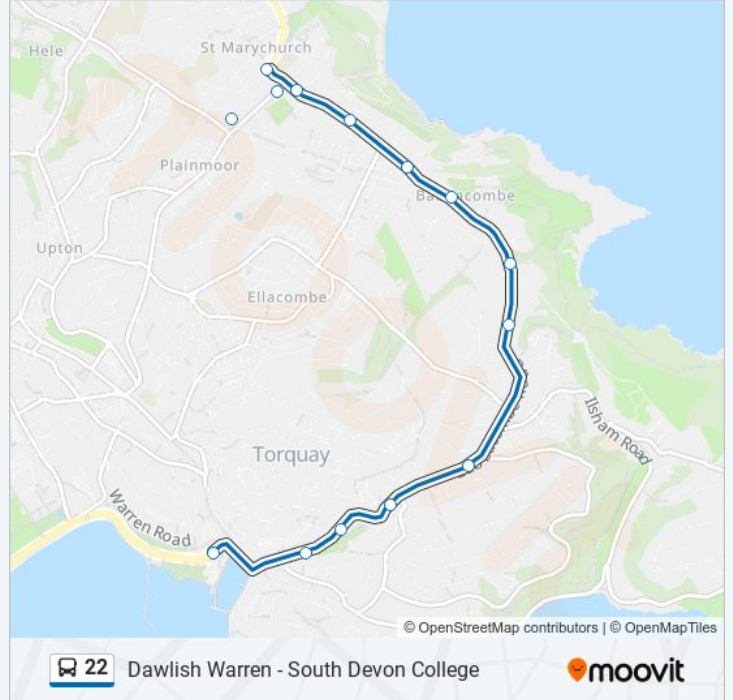 St Marychurch
Hele
Plainmoor
Upton
Ellacombe
Torquay
Ilsham Road
Warren Road
© OpenStreetMap contributors | © OpenMapTiles
22 Dawlish Warren - South Devon College
moovit